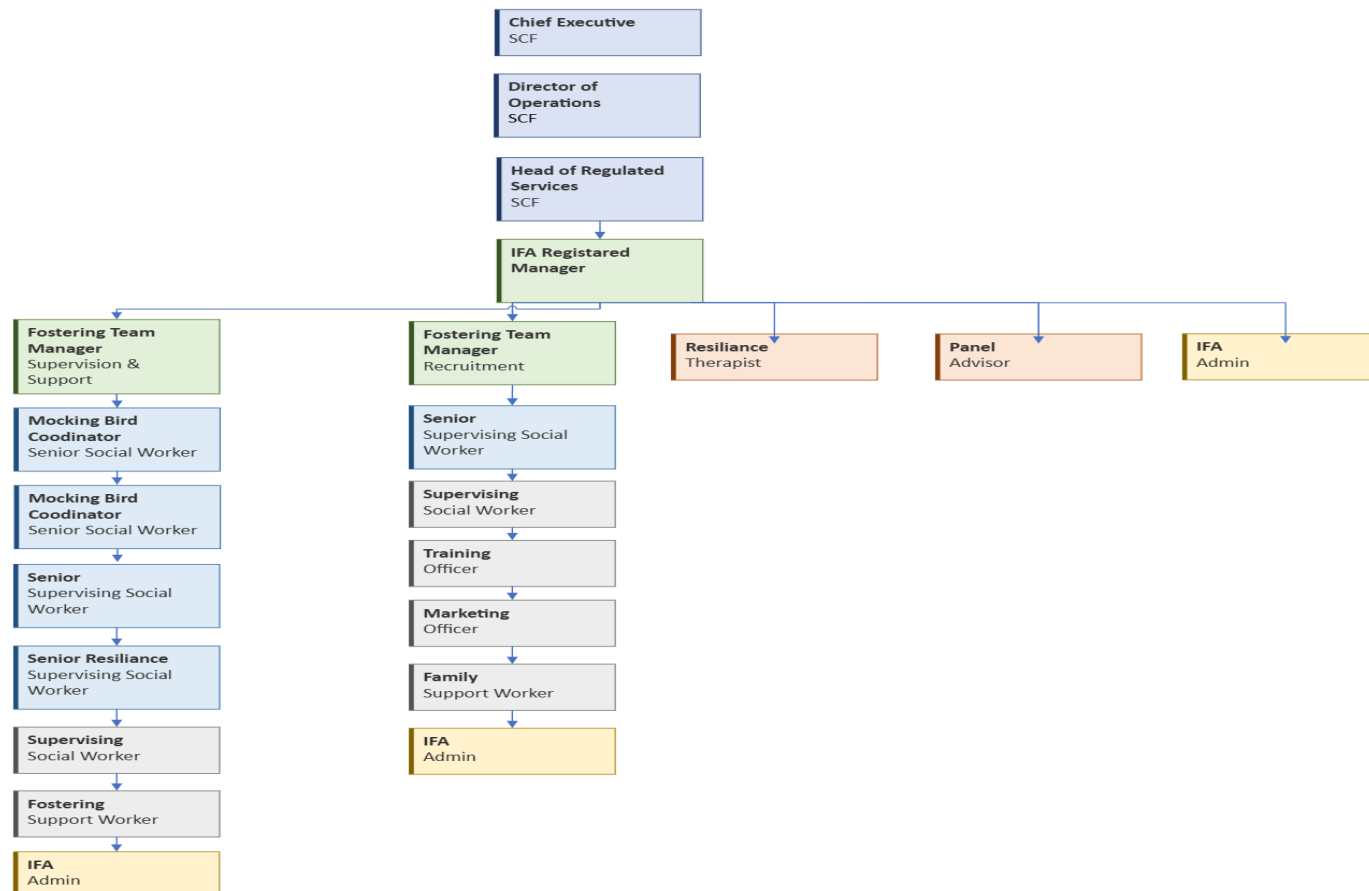 Chief Executive
SCF
Director of
Operations
SCF
Head of Regulated
Services
SCF
IFA Registared
Manager
Fostering Team
Manager
Supervision &
Support
Mocking Bird
Coodinator
Senior Social Worker
Mocking Bird
Coodinator
Senior Social Worker
Senior
Supervising Social
Worker
Senior Resiliance
Supervising Social
Worker
Supervising
Social Worker
Fostering
Support Worker
IFA
Admin
Fostering Team
Manager
Recruitment
Senior
Supervising Social
Worker
Supervising
Social Worker
Training
Officer
Marketing
Officer
Family
Support Worker
IFA
Admin
Resiliance
Therapist
Panel
Advisor
IFA
Admin